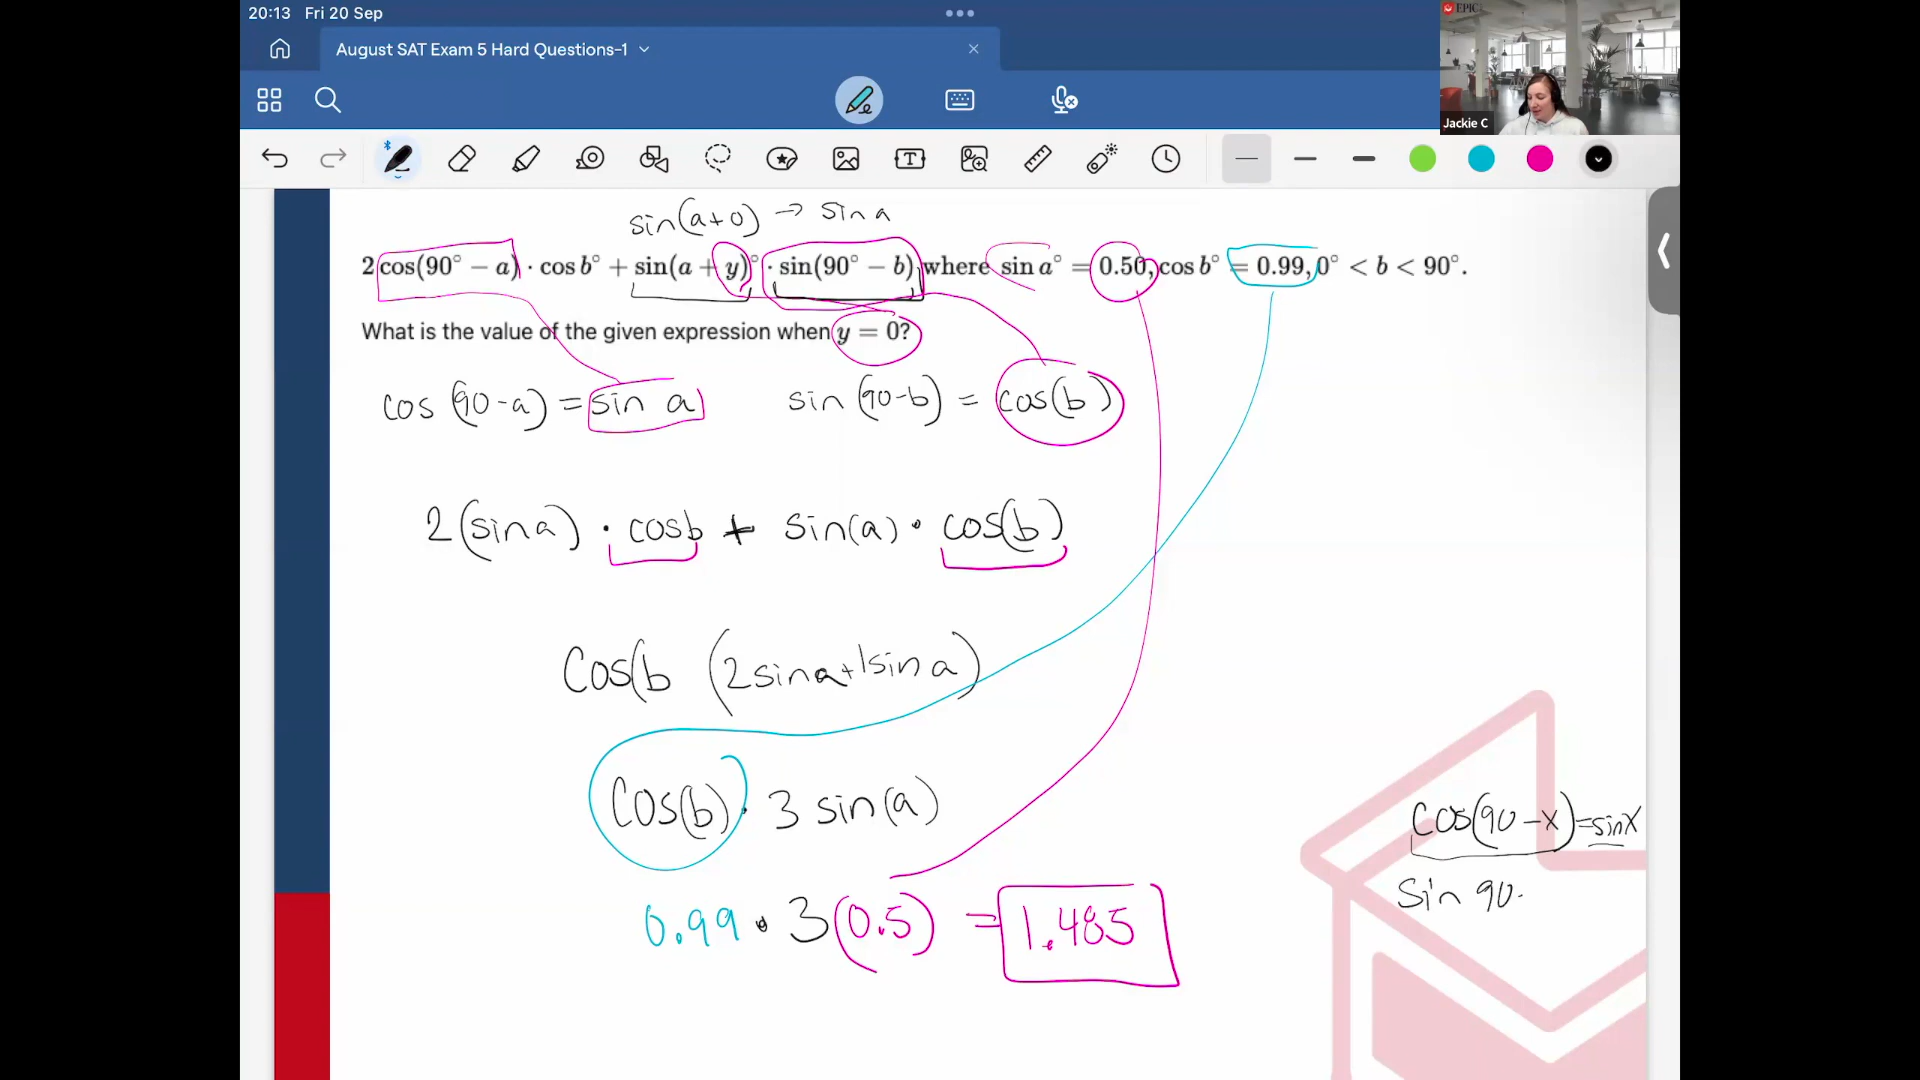 20:13 Fri 20 Sep
EPIC
August SAT Exam 5 Hard Questions-1
Jackie C
sin(a+0) → sin a
2 cos(90° − a) · cos b° + sin(a + y)° · sin(90° − b) where sin a° = 0.50, cos b° = 0.99, 0° < b < 90°.
What is the value of the given expression when y = 0?
cos (90-a) = sin a sin (90-b) = cos(b)
2(sin a) · cosb + sin(a) · cos(b)
Cos(b (2sina+1sin a)
Cos(b) · 3 sin(a)
Cos(90-x)=sinx
Sin 90-
0.99 · 3(0.5) = 1.485